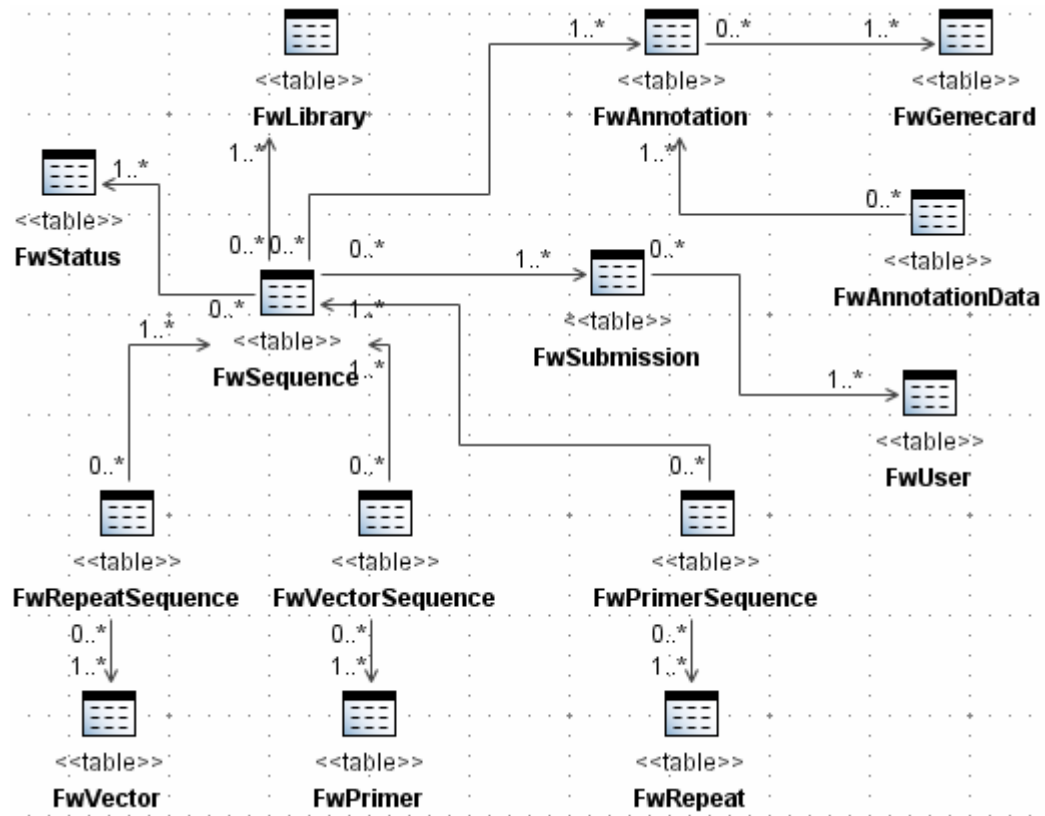 1..*
0..*
1..*
<<table>>
<<table>>
<<table>>
FwLibrary
FwAnnotation
FwGenecard
1..*
1..*
1..*
0..*
<<table>>
FwStatus
0..*
0..*
0..*
1..*
0..*
<<table>>
FwAnnotationData
0..*
1..*
1..*
<<table>>
<<table>>
FwSequence
FwSubmission
1..*
1..*
<<table>>
FwUser
0..*
0..*
0..*
<<table>>
<<table>>
<<table>>
FwRepeatSequence
FwVectorSequence
FwPrimerSequence
0..*
0..*
0..*
1..*
1..*
1..*
<<table>>
<<table>>
<<table>>
FwVector
FwPrimer
FwRepeat